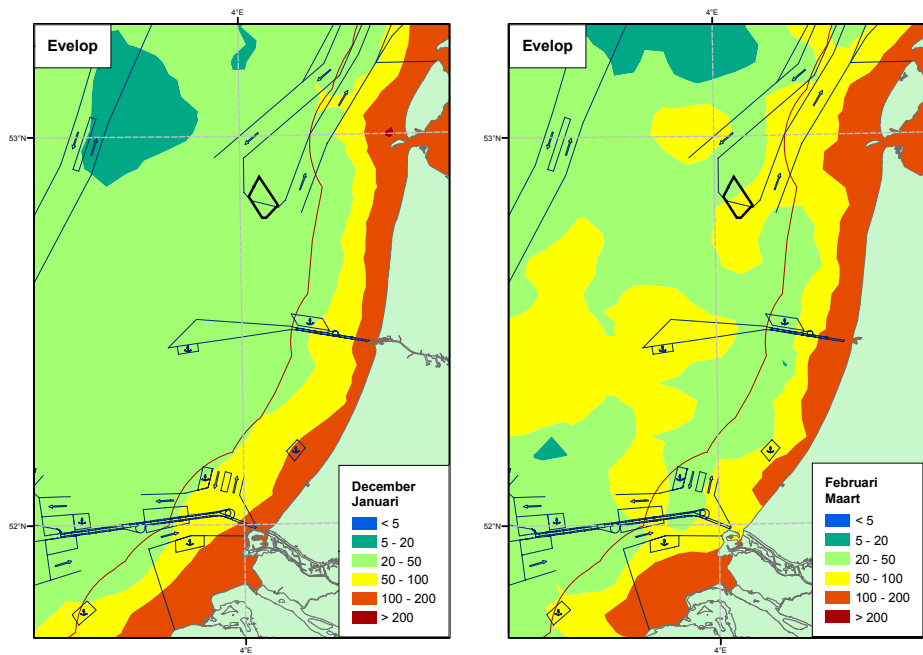 4°E
Evelop
53°N
52°N
December
Januari
< 5
5 - 20
20 - 50
50 - 100
100 - 200
> 200
4°E
4°E
Evelop
53°N
52°N
Februari
Maart
< 5
5 - 20
20 - 50
50 - 100
100 - 200
> 200
4°E